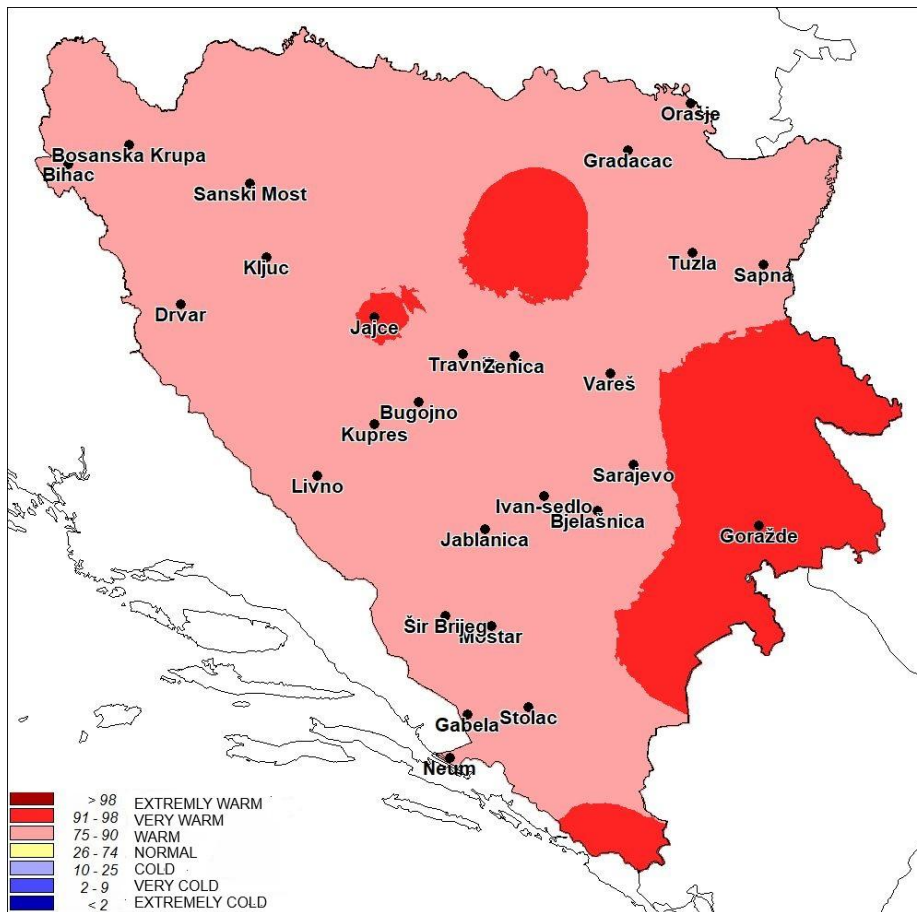 Orašje
Bosanska Krupa
Gradacac
Bihac
Sanski Most
Kljuc
Tuzla
Sapna
Drvar
Jajce
Travnik
Zenica
Vareš
Bugojno
Kupres
Livno
Sarajevo
Ivan-sedlo
Bjelašnica
Jablanica
Goražde
Šir Brijeg
Mostar
Gabela
Stolac
Neum
> 98 EXTREMLY WARM
91 - 98 VERY WARM
75 - 90 WARM
26 - 74 NORMAL
10 - 25 COLD
2 - 9 VERY COLD
< 2 EXTREMELY COLD